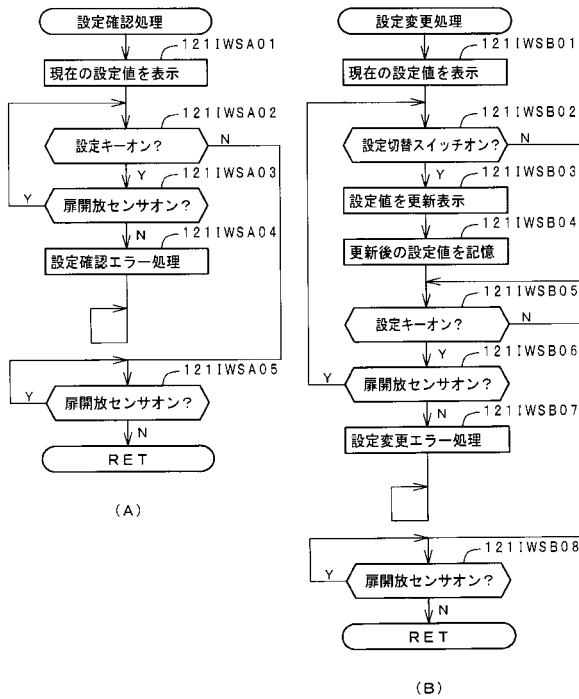 設定確認処理
121IWSA01
現在の設定値を表示
121IWSA02
設定キーオン?
N
Y
121IWSA03
扉開放センサオン?
Y
N
121IWSA04
設定確認エラー処理
121IWSA05
Y
扉開放センサオン?
N
RET
(A)
設定変更処理
121IWSB01
現在の設定値を表示
121IWSB02
設定切替スイッチオン?
N
Y
121IWSB03
設定値を更新表示
121IWSB04
更新後の設定値を記憶
121IWSB05
設定キーオン?
N
Y
121IWSB06
Y
扉開放センサオン?
N
121IWSB07
設定変更エラー処理
121IWSB08
Y
扉開放センサオン?
N
RET
(B)